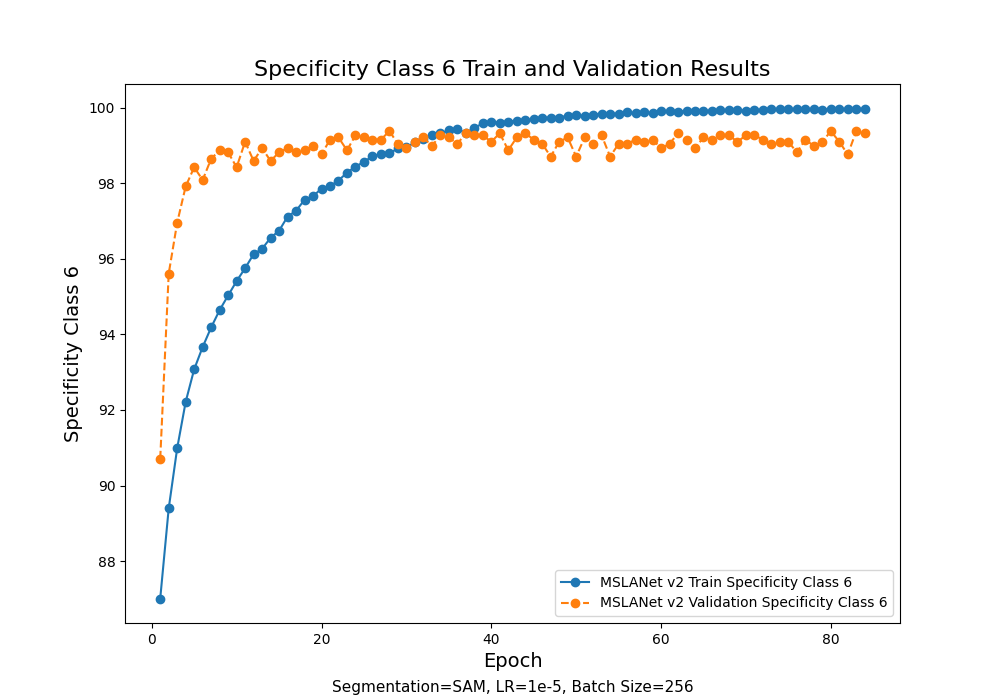 Specificity Class 6 Train and Validation Results
Specificity Class 6
100
98
96
94
92
90
88
MSLANet v2 Train Specificity Class 6
MSLANet v2 Validation Specificity Class 6
0 20 40 60 80
Epoch
Segmentation=SAM, LR=1e-5, Batch Size=256